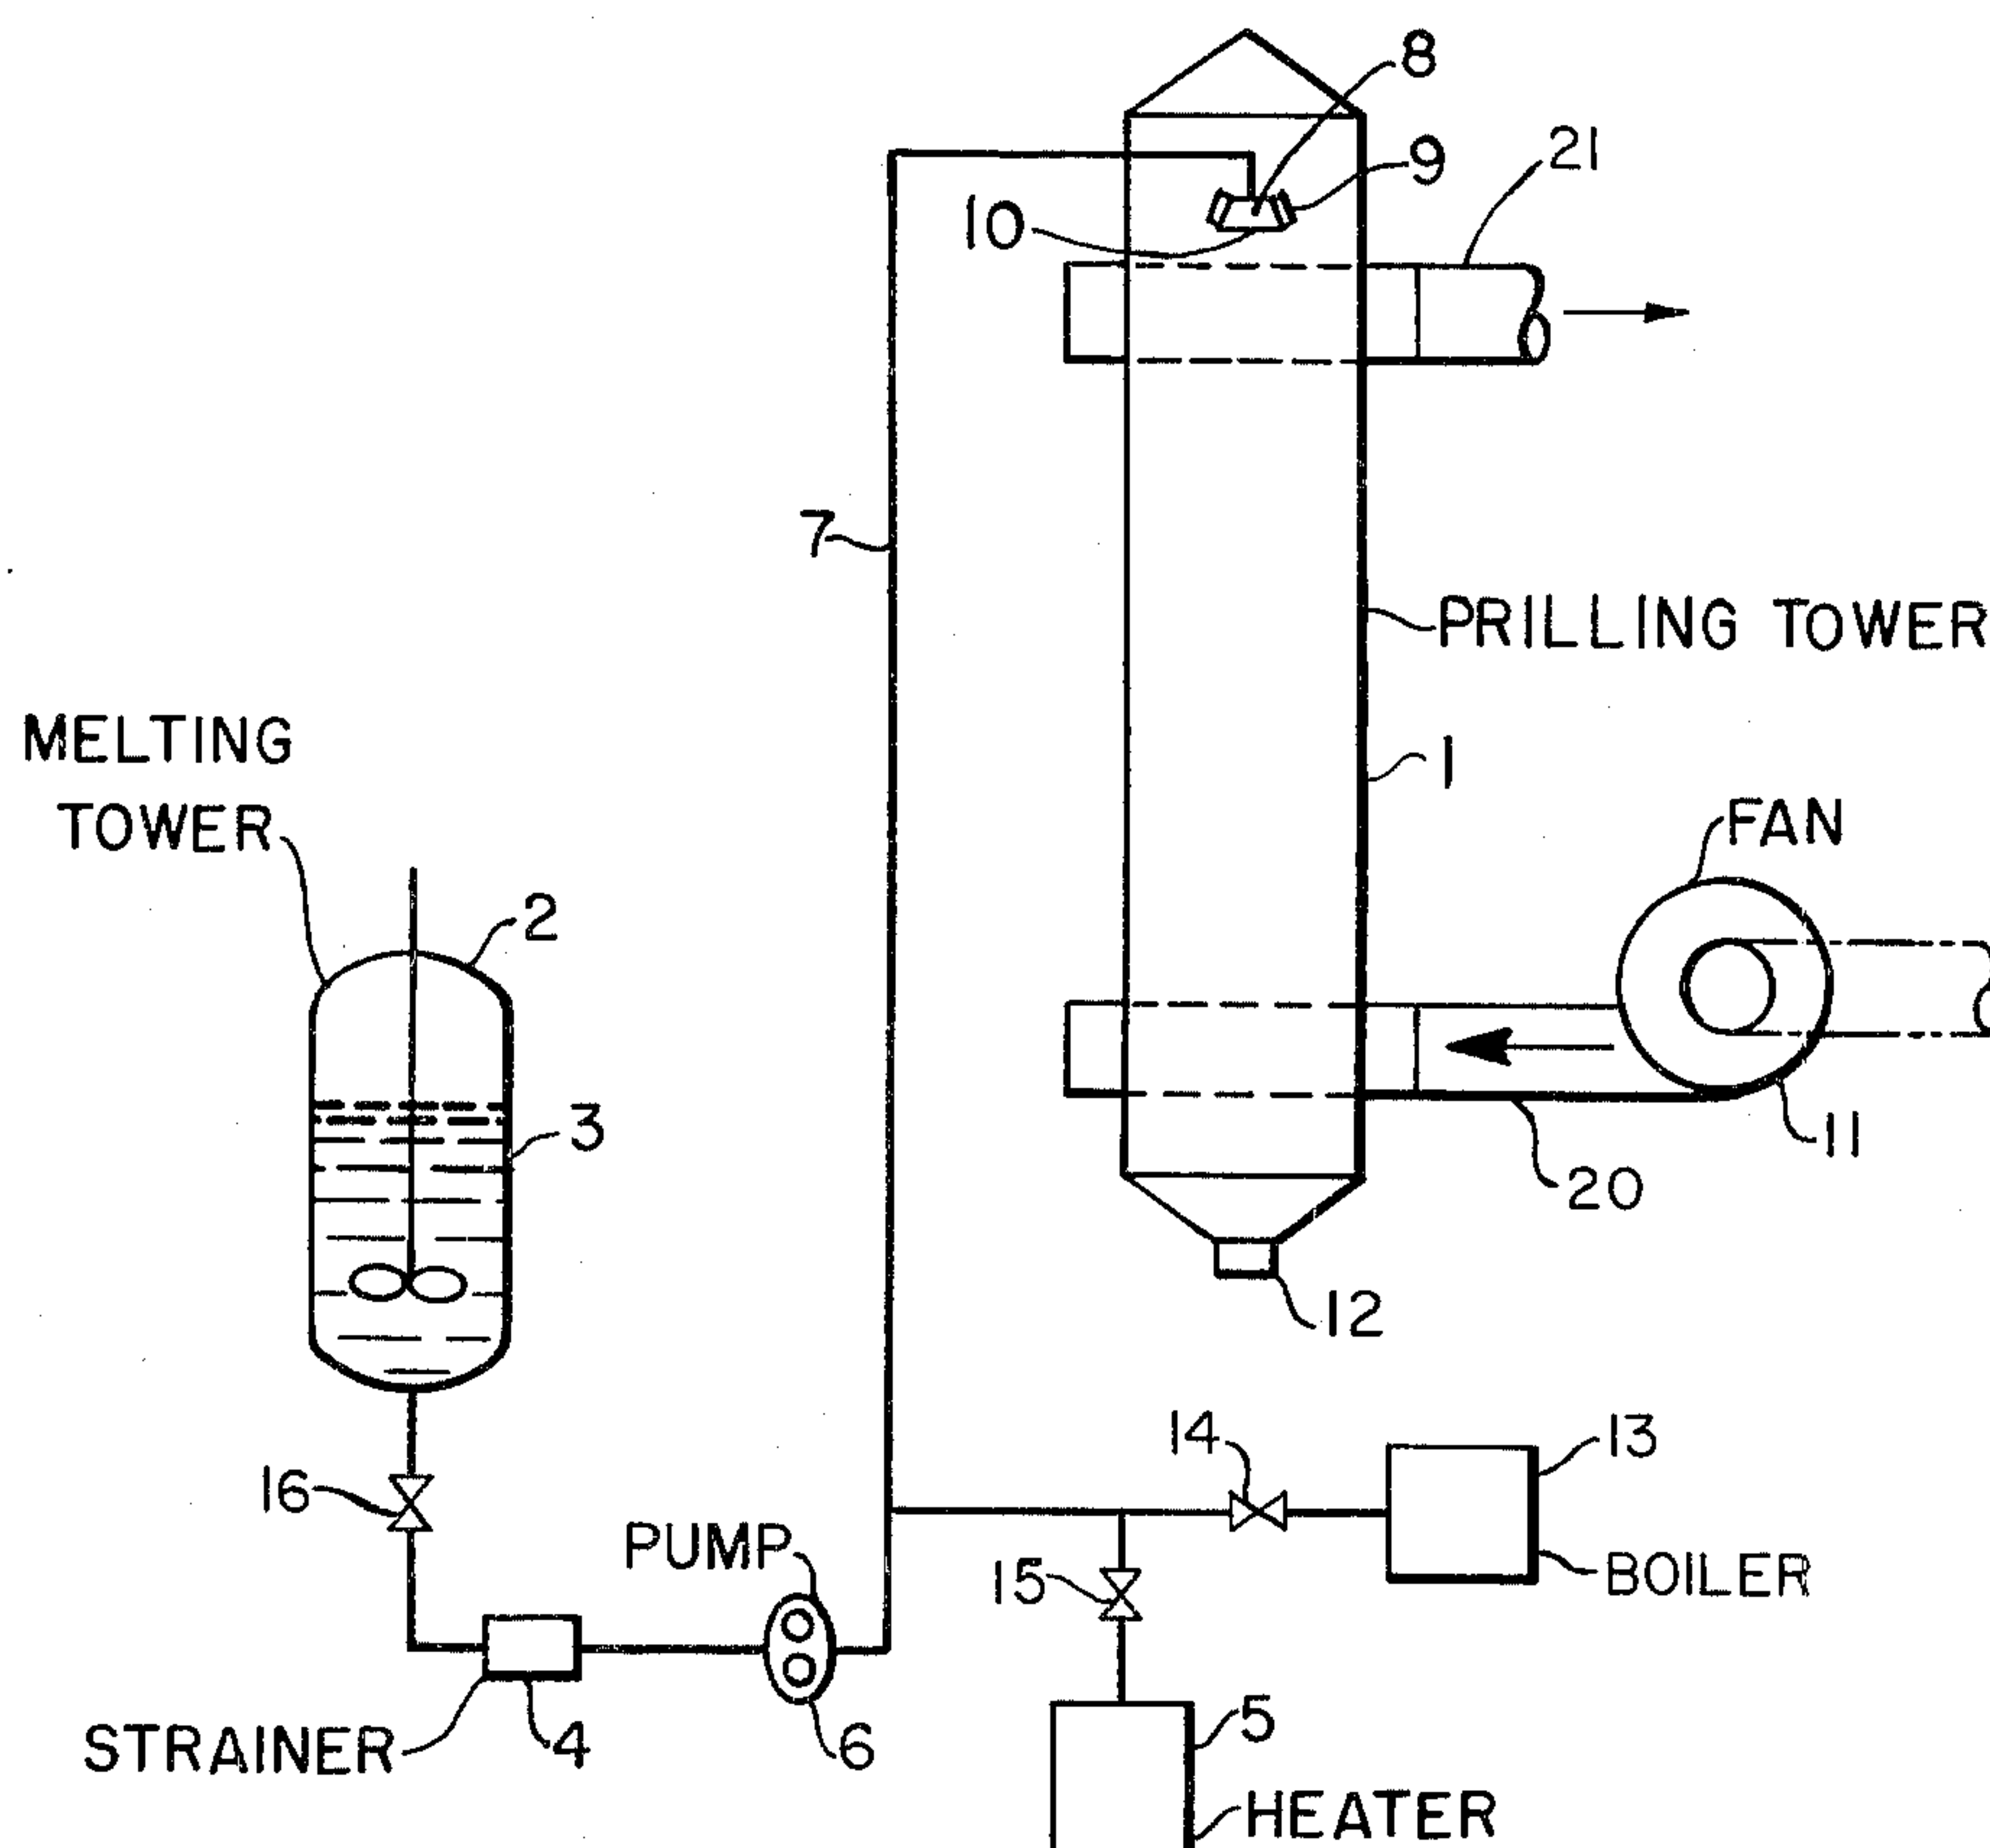 8
9
21
10
7
PRILLING TOWER
MELTING
TOWER
1
FAN
2
3
11
20
12
14
13
16
PUMP
15
BOILER
STRAINER
4
6
5
HEATER